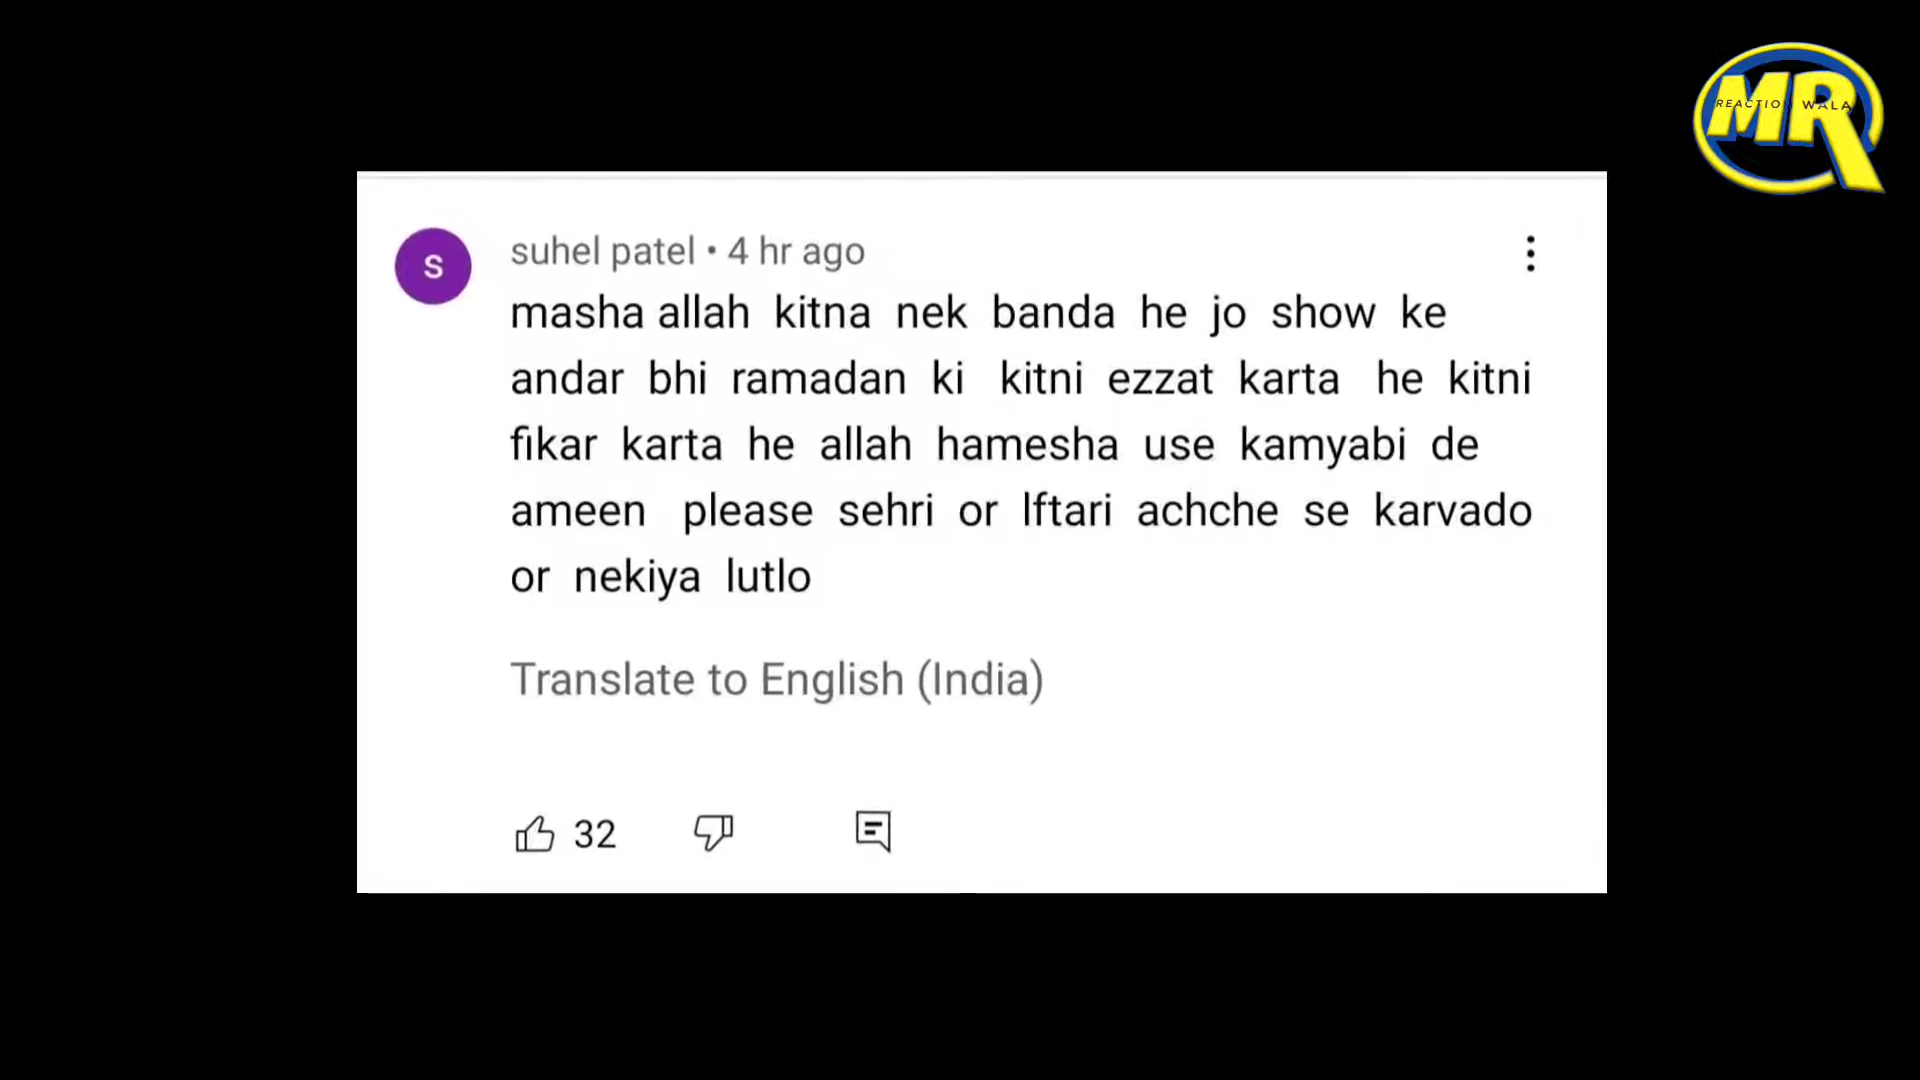 MR
REACTION WALA
S
suhel patel • 4 hr ago
masha allah kitna nek banda he jo show ke
andar bhi ramadan ki kitni ezzat karta he kitni
fikar karta he allah hamesha use kamyabi de
ameen please sehri or Iftari achche se karvado
or nekiya lutlo
Translate to English (India)
32